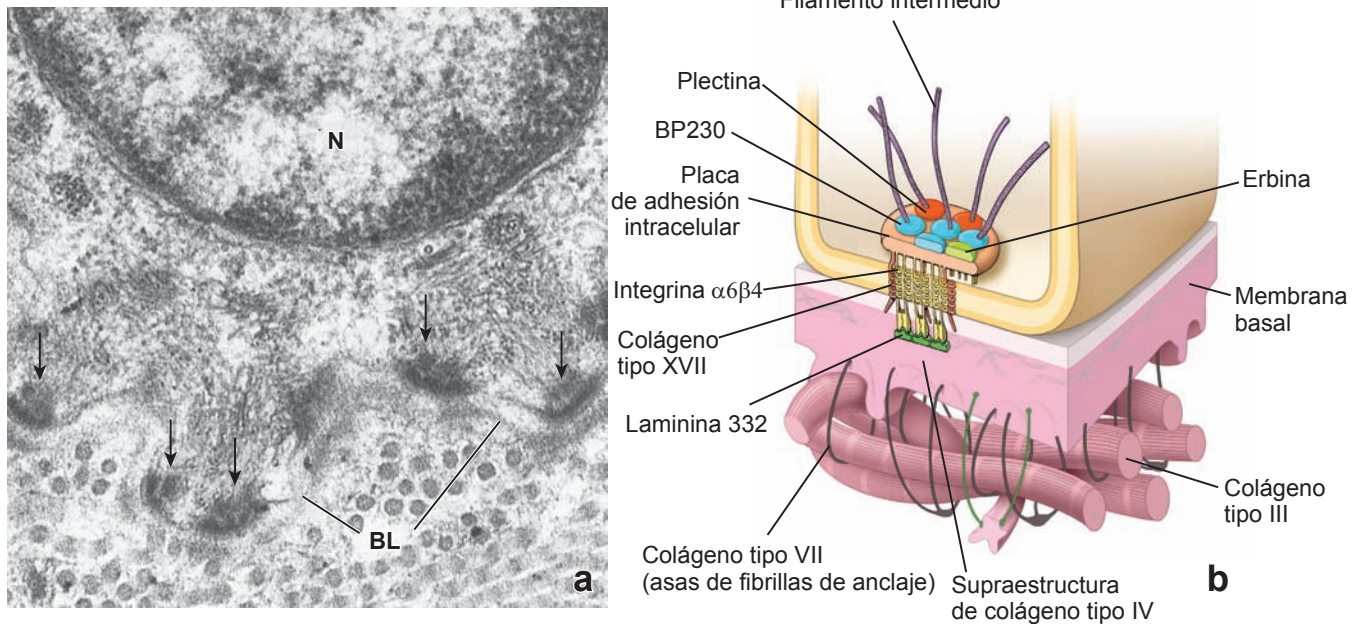 N
BL
a
Filamento intermedio
Plectina
BP230
Placa
de adhesión
intracelular
Integrina α6β4
Colágeno
tipo XVII
Laminina 332
Colágeno tipo VII
(asas de fibrillas de anclaje)
Supraestructura
de colágeno tipo IV
Erbina
Membrana
basal
Colágeno
tipo III
b